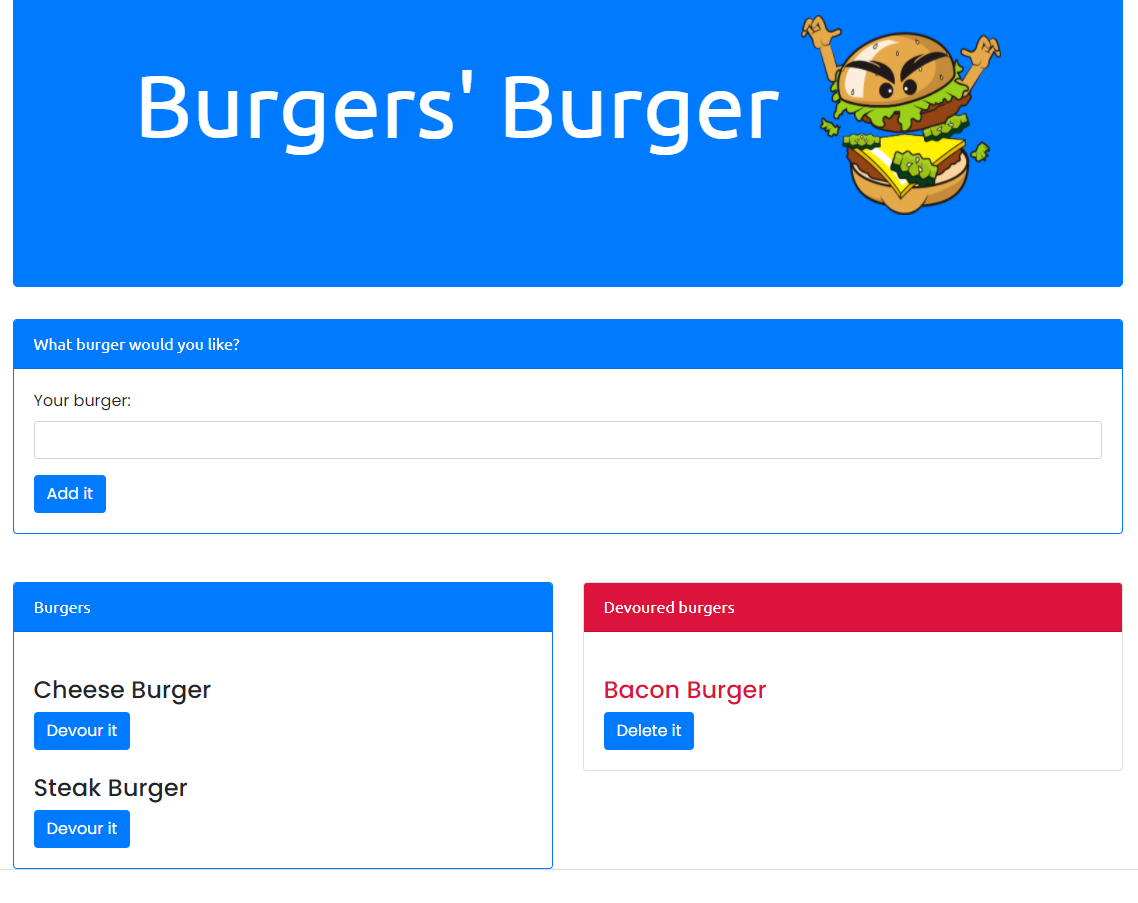 Burgers' Burger
What burger would you like?
Your burger:
Add it
Burgers
Cheese Burger
Devour it
Steak Burger
Devour it
Devoured burgers
Bacon Burger
Delete it